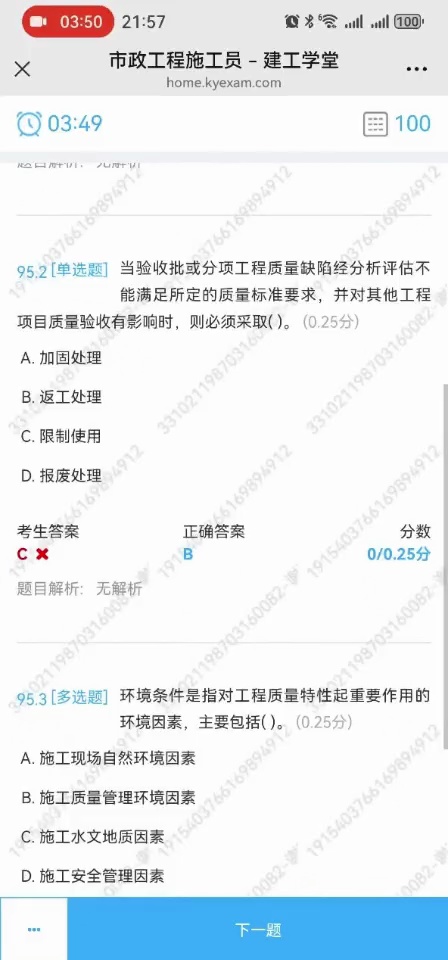 03:50 21:57 6 100
市政工程施工员 – 建工学堂
home.kyexam.com
03:49 100
题目解析： 无解析
95.2 [单选题] 当验收批或分项工程质量缺陷经分析评估不
能满足所定的质量标准要求，并对其他工程
项目质量验收有影响时，则必须采取( )。 (0.25分)
A. 加固处理
B. 返工处理
C. 限制使用
D. 报废处理
考生答案 正确答案 分数
C ✖ B 0/0.25分
题目解析： 无解析
95.3 [多选题] 环境条件是指对工程质量特性起重要作用的
环境因素，主要包括( )。 (0.25分)
A. 施工现场自然环境因素
B. 施工质量管理环境因素
C. 施工水文地质因素
D. 施工安全管理因素
... 下一题